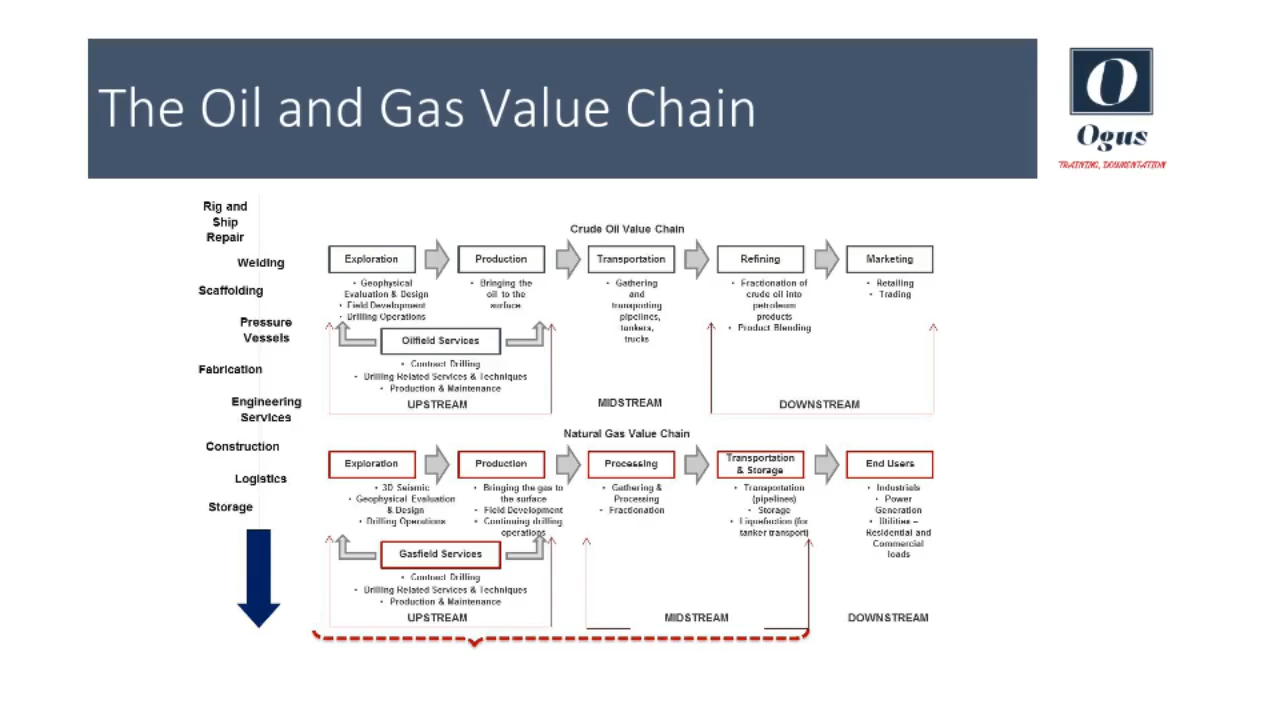 The Oil and Gas Value Chain
O
Ogus
TRAINING, DOUMENTATION
Rig and
Ship
Repair
Welding
Scaffolding
Pressure
Vessels
Fabrication
Engineering
Services
Construction
Logistics
Storage
Crude Oil Value Chain
Exploration
Production
Transportation
Refining
Marketing
• Geophysical
Evaluation & Design
• Field Development
• Drilling Operations
• Bringing the
oil to the
surface
• Gathering
and
transporting
pipelines,
tankers,
trucks
• Fractionation of
crude oil into
petroleum
products
• Product Blending
• Retailing
• Trading
Oilfield Services
• Contract Drilling
• Drilling Related Services & Techniques
• Production & Maintenance
UPSTREAM
MIDSTREAM
DOWNSTREAM
Natural Gas Value Chain
Exploration
Production
Processing
Transportation
& Storage
End Users
• 3D Seismic
• Geophysical Evaluation
& Design
• Drilling Operations
• Bringing the gas to
the surface
• Field Development
• Continuing drilling
operations
• Gathering &
Processing
• Fractionation
• Transportation
(pipelines)
• Storage
• Liquefaction (for
tanker transport)
• Industrials
• Power
Generation
• Utilities –
Residential and
Commercial
loads
Gasfield Services
• Contract Drilling
• Drilling Related Services & Techniques
• Production & Maintenance
UPSTREAM
MIDSTREAM
DOWNSTREAM